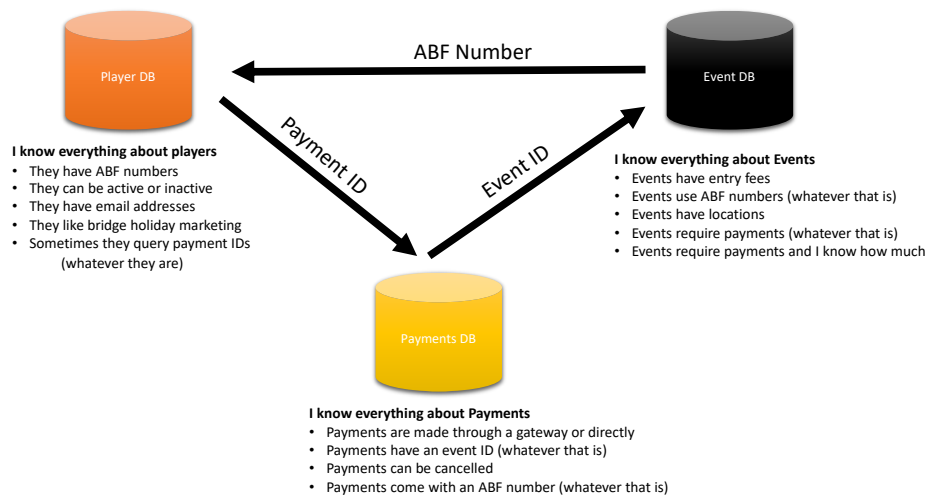 ABF Number
Player DB
Event DB
Payment ID
Event ID
I know everything about players
• They have ABF numbers
• They can be active or inactive
• They have email addresses
• They like bridge holiday marketing
• Sometimes they query payment IDs
(whatever they are)
I know everything about Events
• Events have entry fees
• Events use ABF numbers (whatever that is)
• Events have locations
• Events require payments (whatever that is)
• Events require payments and I know how much
Payments DB
I know everything about Payments
• Payments are made through a gateway or directly
• Payments have an event ID (whatever that is)
• Payments can be cancelled
• Payments come with an ABF number (whatever that is)